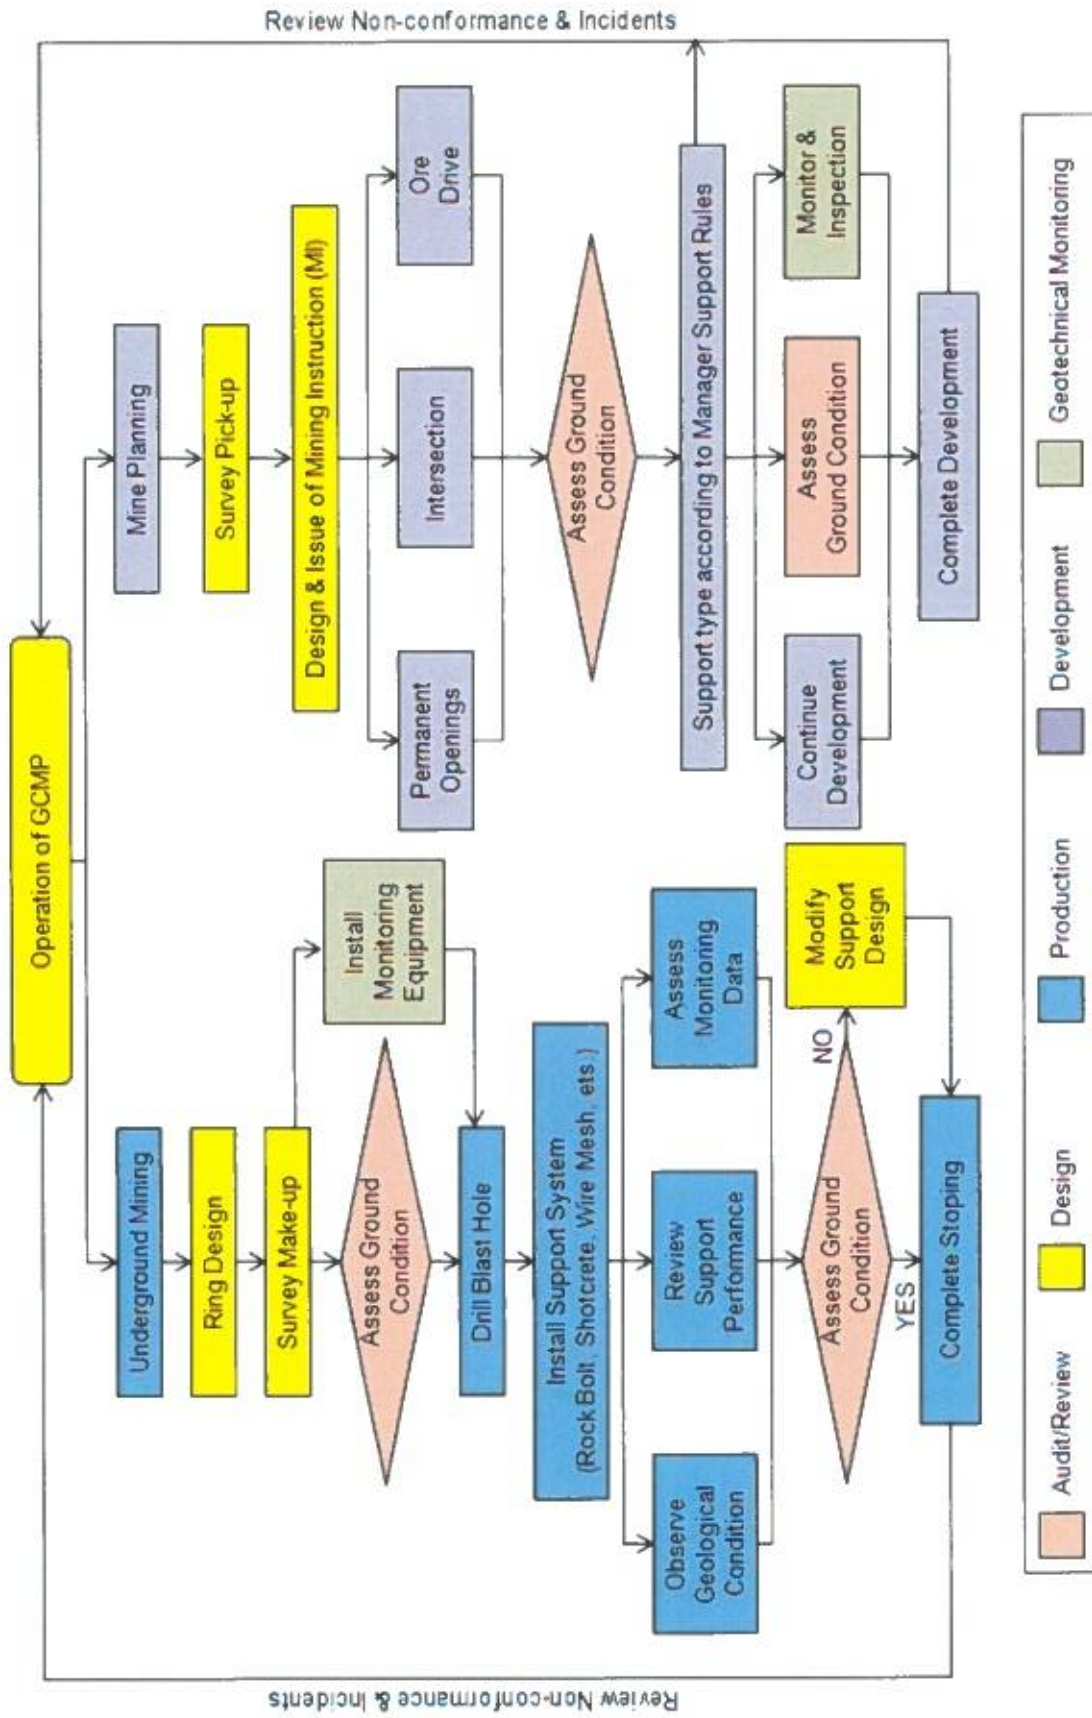 Operation of GCMP
Underground Mining
Ring Design
Survey Make-up
Assess Ground
Condition
Install
Monitoring
Equipment
Drill Blast Hole
Install Support System
(Rock Bolt, Shotcrete, Wire Mesh, ets.)
Observe
Geological
Condition
Review
Support
Performance
Assess
Monitoring
Data
Assess Ground
Condition
NO
YES
Modify
Support
Design
Complete Stoping
Review Non-conformance & Incidents
Mine Planning
Survey Pick-up
Design & Issue of Mining Instruction (MI)
Permanent
Openings
Intersection
Ore
Drive
Assess Ground
Condition
Support type according to Manager Support Rules
Continue
Development
Assess
Ground Condition
Monitor &
Inspection
Complete Development
Review Non-conformance & Incidents
Audit/Review
Design
Production
Development
Geotechnical Monitoring